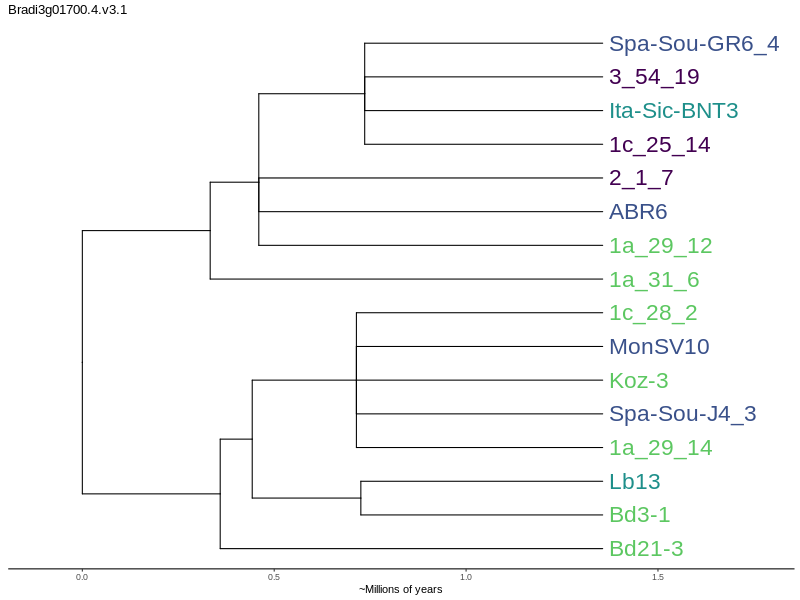 Bradi3g01700.4.v3.1
Spa-Sou-GR6_4
3_54_19
Ita-Sic-BNT3
1c_25_14
2_1_7
ABR6
1a_29_12
1a_31_6
1c_28_2
MonSV10
Koz-3
Spa-Sou-J4_3
1a_29_14
Lb13
Bd3-1
Bd21-3
0.0 0.5 1.0 1.5
~Millions of years